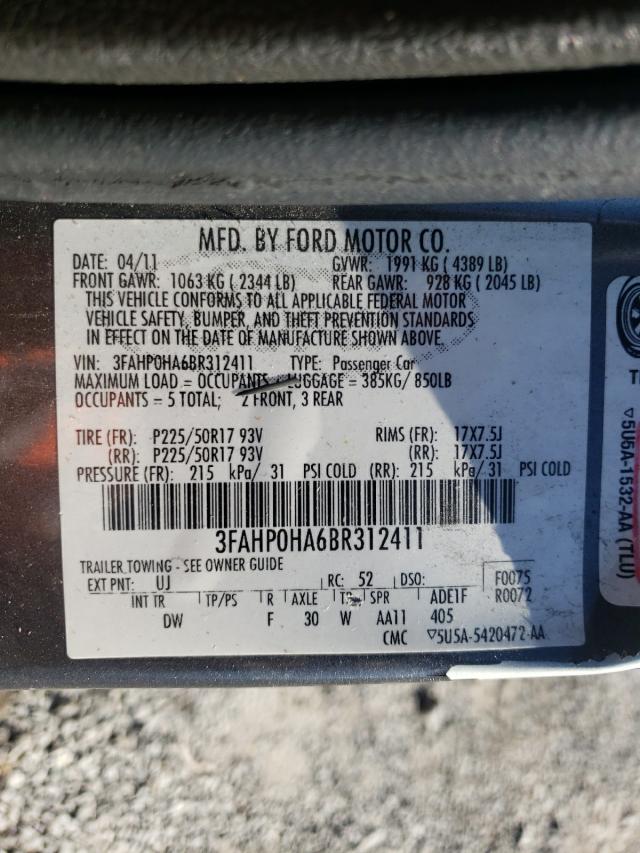 MFD. BY FORD MOTOR CO.
DATE: 04/11 GVWR: 1991 KG ( 4389 LB)
FRONT GAWR: 1063 KG ( 2344 LB) REAR GAWR: 928 KG ( 2045 LB)
THIS VEHICLE CONFORMS TO ALL APPLICABLE FEDERAL MOTOR
VEHICLE SAFETY, BUMPER, AND THEFT PREVENTION STANDARDS
IN EFFECT ON THE DATE OF MANUFACTURE SHOWN ABOVE.
VIN: 3FAHP0HA6BR312411 TYPE: Passenger Car
MAXIMUM LOAD = OCCUPANTS LUGGAGE = 385KG/ 850LB
OCCUPANTS = 5 TOTAL; 2 FRONT, 3 REAR
TIRE (FR): P225/50R17 93V RIMS (FR): 17X7.5J
(RR): P225/50R17 93V (RR): 17X7.5J
PRESSURE (FR): 215 kPa/ 31 PSI COLD (RR): 215 kPa/ 31 PSI COLD
3FAHP0HA6BR312411
TRAILER TOWING - SEE OWNER GUIDE
EXT PNT: UJ RC: 52 DSO: F0075
INT TR TP/PS R AXLE SPR ADE1F R0072
DW F 30 W AA11 405
CMC 5U5A-5420472-AA
5U5A-1532-AA (TLU)